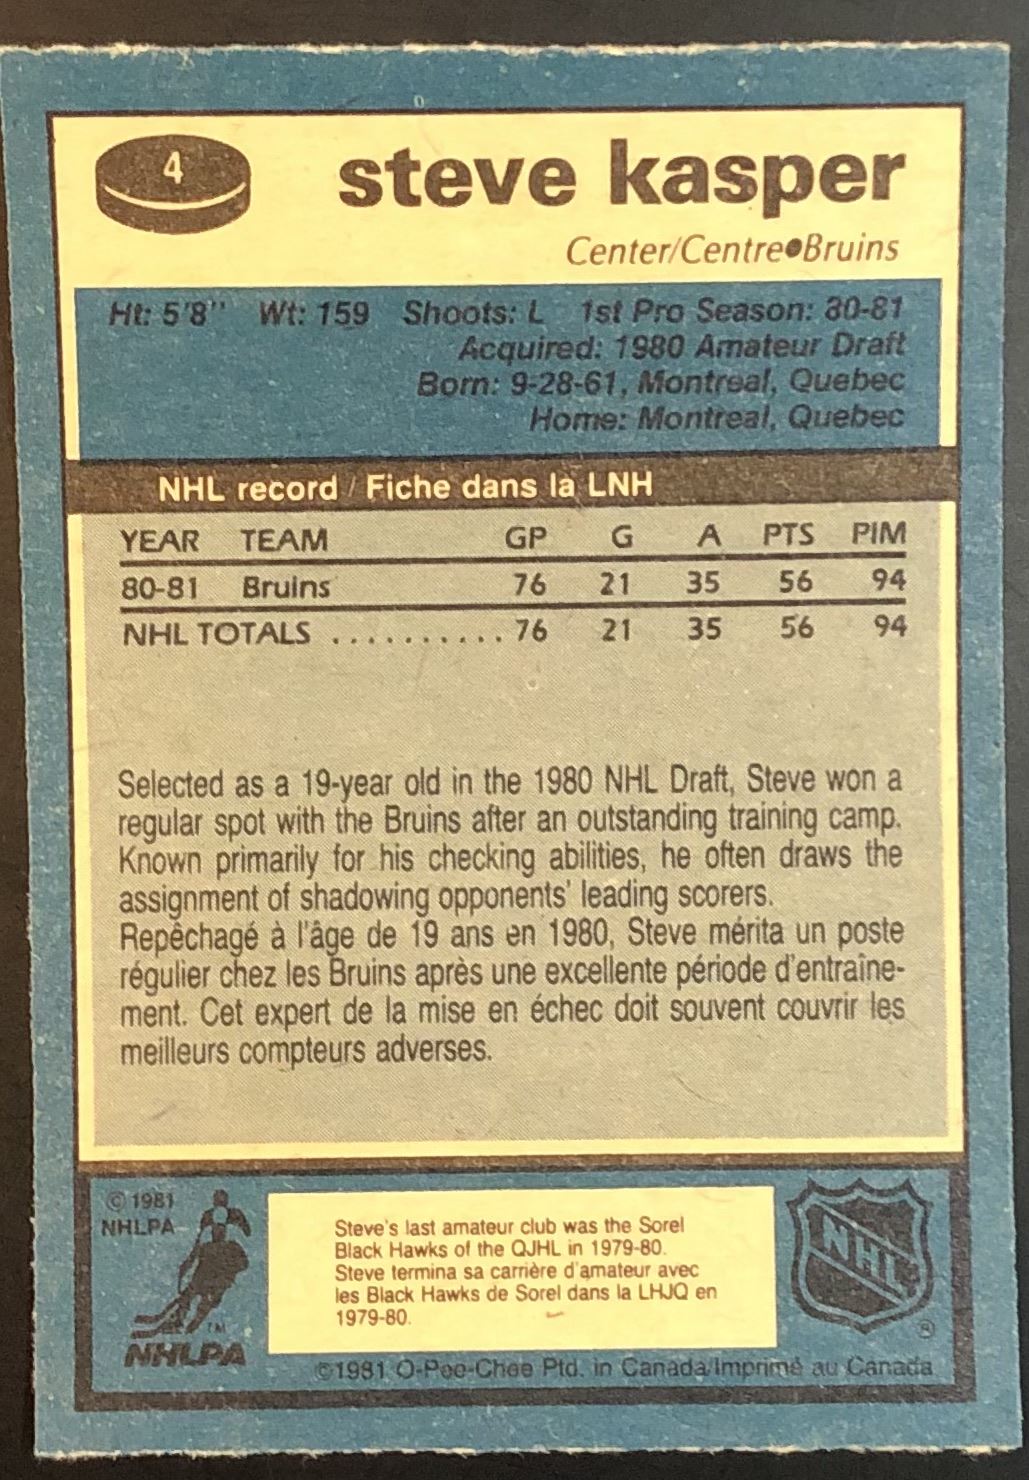 4
steve kasper
Center/Centre●Bruins
Ht: 5'8" Wt: 159 Shoots: L 1st Pro Season: 80-81
Acquired: 1980 Amateur Draft
Born: 9-28-61, Montreal, Quebec
Home: Montreal, Quebec
NHL record / Fiche dans la LNH
YEAR TEAM GP G A PTS PIM
80-81 Bruins 76 21 35 56 94
NHL TOTALS .......... 76 21 35 56 94
Selected as a 19-year old in the 1980 NHL Draft, Steve won a
regular spot with the Bruins after an outstanding training camp.
Known primarily for his checking abilities, he often draws the
assignment of shadowing opponents' leading scorers.
Repêchagé à l'âge de 19 ans en 1980, Steve mérita un poste
régulier chez les Bruins après une excellente période d'entraîne-
ment. Cet expert de la mise en échec doit souvent couvrir les
meilleurs compteurs adverses.
© 1981
NHLPA
TM
NHLPA
Steve's last amateur club was the Sorel
Black Hawks of the QJHL in 1979-80.
Steve termina sa carrière d'amateur avec
les Black Hawks de Sorel dans la LHJQ en
1979-80.
NHL
®
©1981 O-Pee-Chee Ptd. in Canada/Imprimé au Canada